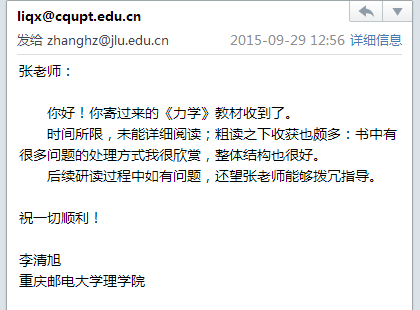 liqx@cqupt.edu.cn
发给 zhanghz@jlu.edu.cn 2015-09-29 12:56 详细信息
张老师：
你好！你寄过来的《力学》教材收到了。
时间所限，未能详细阅读；粗读之下收获也颇多：书中有
很多问题的处理方式我很欣赏，整体结构也很好。
后续研读过程中如有问题，还望张老师能够拨冗指导。
祝一切顺利！
李清旭
重庆邮电大学理学院